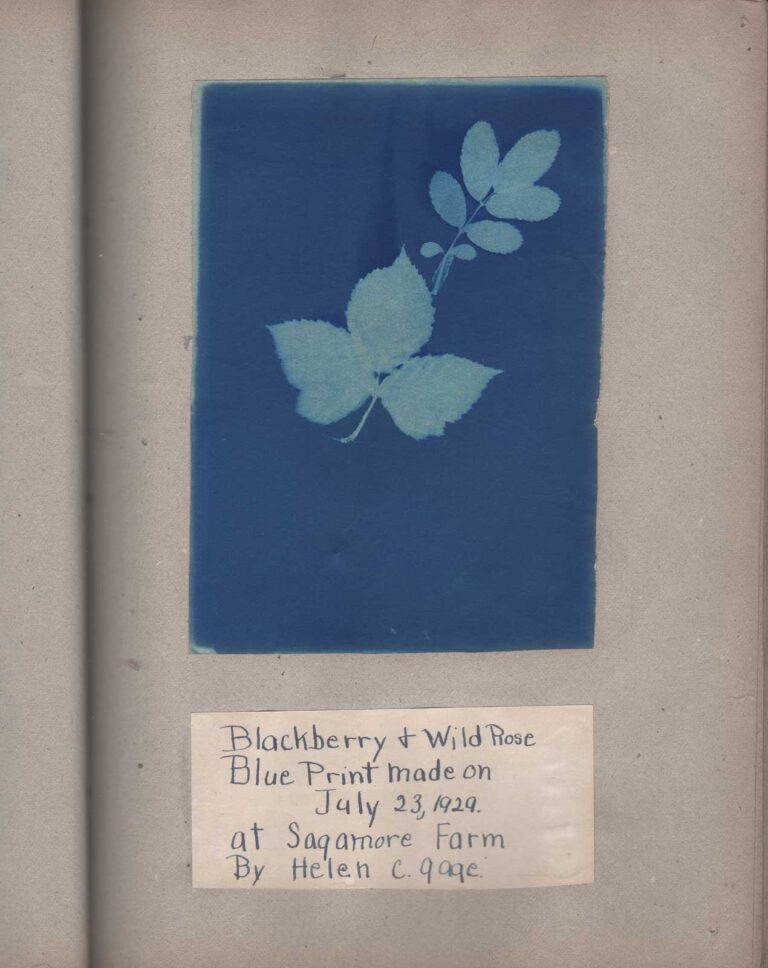 Blackberry + Wild Rose
Blue Print made on
July 23, 1929.
at Sagamore Farm
By Helen C. Gage.